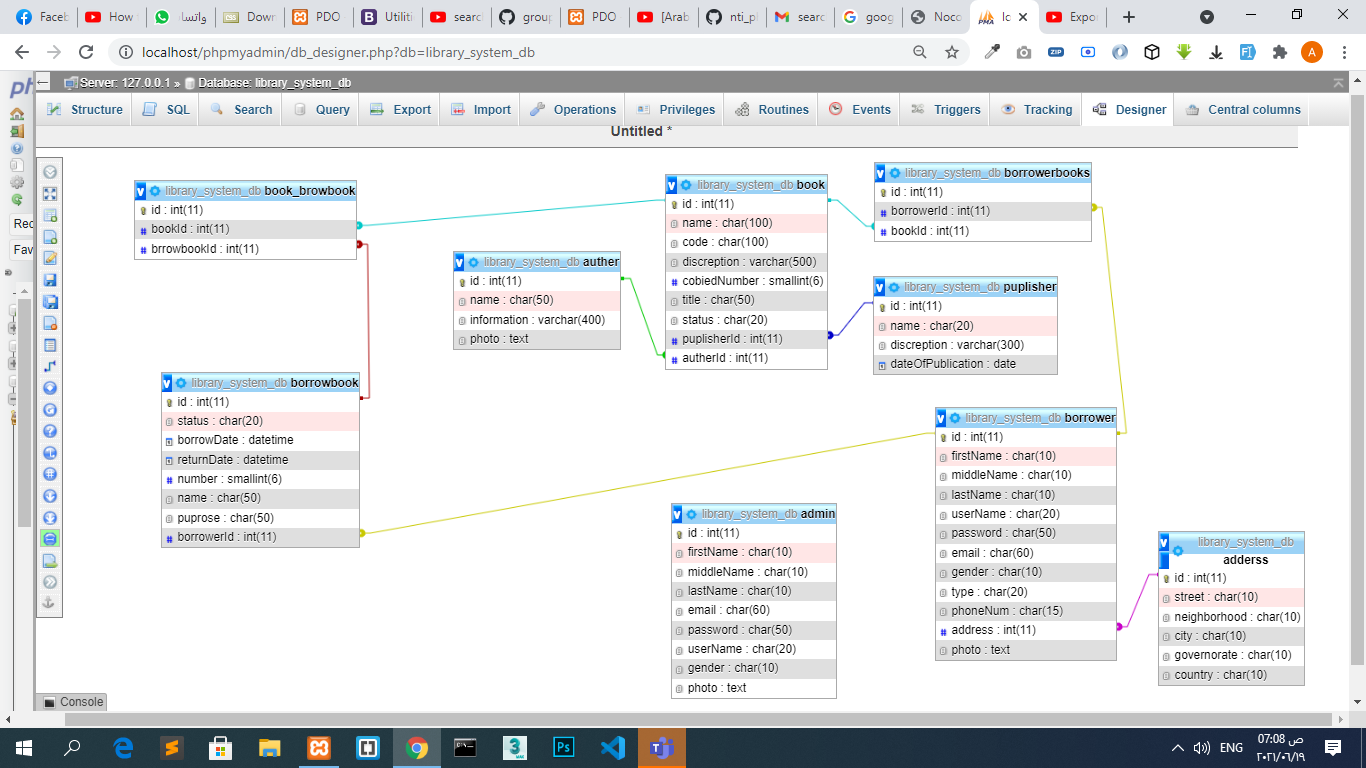 Faceb
How
واتساب
Down
PDO
Utiliti
searc
group
PDO
[Arab
nti_pl
searc
goog
Noco
lc
Expor
localhost/phpmyadmin/db_designer.php?db=library_system_db
ZIP
A
Server: 127.0.0.1 » Database: library_system_db
Structure
SQL
Search
Query
Export
Import
Operations
Privileges
Routines
Events
Triggers
Tracking
Designer
Central columns
Untitled *
Rec
Fav
library_system_db book_browbook
id : int(11)
bookId : int(11)
brrowbookId : int(11)
library_system_db auther
id : int(11)
name : char(50)
information : varchar(400)
photo : text
library_system_db book
id : int(11)
name : char(100)
code : char(100)
discreption : varchar(500)
cobiedNumber : smallint(6)
title : char(50)
status : char(20)
puplisherId : int(11)
autherId : int(11)
library_system_db borrowerbooks
id : int(11)
borrowerId : int(11)
bookId : int(11)
library_system_db puplisher
id : int(11)
name : char(20)
discreption : varchar(300)
dateOfPublication : date
library_system_db borrowbook
id : int(11)
status : char(20)
borrowDate : datetime
returnDate : datetime
number : smallint(6)
name : char(50)
puprose : char(50)
borrowerId : int(11)
library_system_db admin
id : int(11)
firstName : char(10)
middleName : char(10)
lastName : char(10)
email : char(60)
password : char(50)
userName : char(20)
gender : char(10)
photo : text
library_system_db borrower
id : int(11)
firstName : char(10)
middleName : char(10)
lastName : char(10)
userName : char(20)
password : char(50)
email : char(60)
gender : char(10)
type : char(20)
phoneNum : char(15)
address : int(11)
photo : text
library_system_db
adderss
id : int(11)
street : char(10)
neighborhood : char(10)
city : char(10)
governorate : char(10)
country : char(10)
Console
ENG
07:08 ص
٢٠٢١/٠٦/١٩